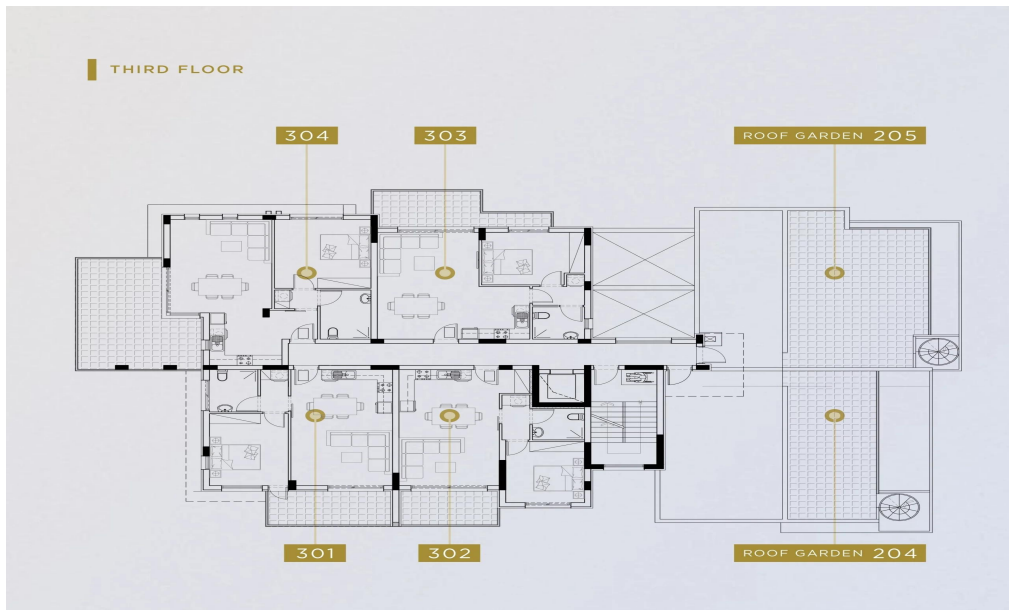 THIRD FLOOR
304
303
ROOF GARDEN 205
301
302
ROOF GARDEN 204